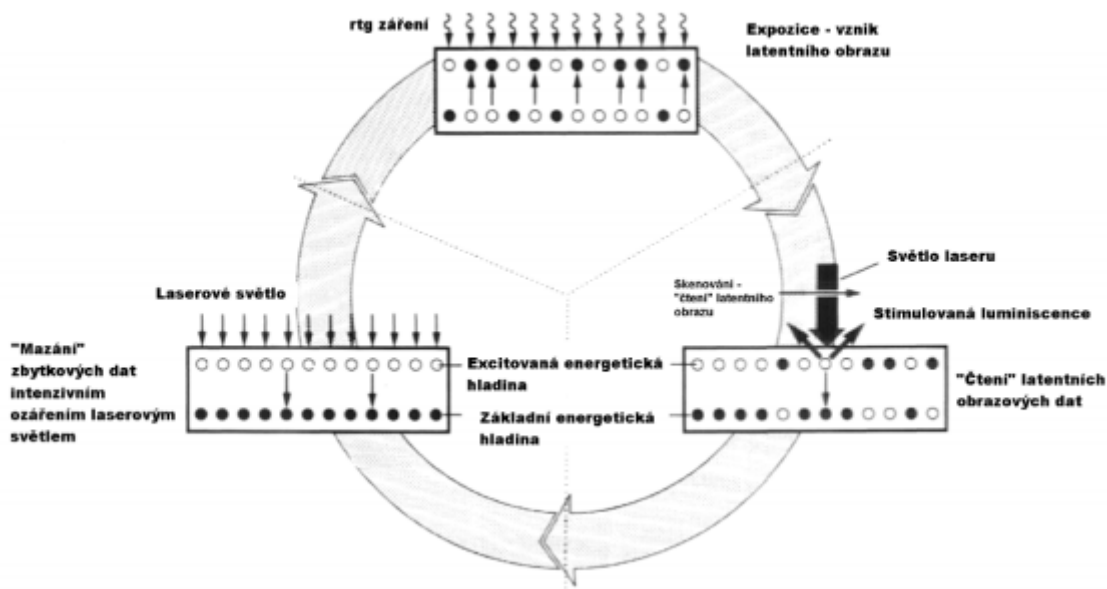 rtg záření
Expozice - vznik
latentního obrazu
Světlo laseru
Skenování -
"čtení" latentního
obrazu
Stimulovaná luminiscence
Laserové světlo
"Mazání"
zbytkových dat
intenzivním
ozářením laserovým
světlem
Excitovaná energetická
hladina
Základní energetická
hladina
"Čtení" latentních
obrazových dat